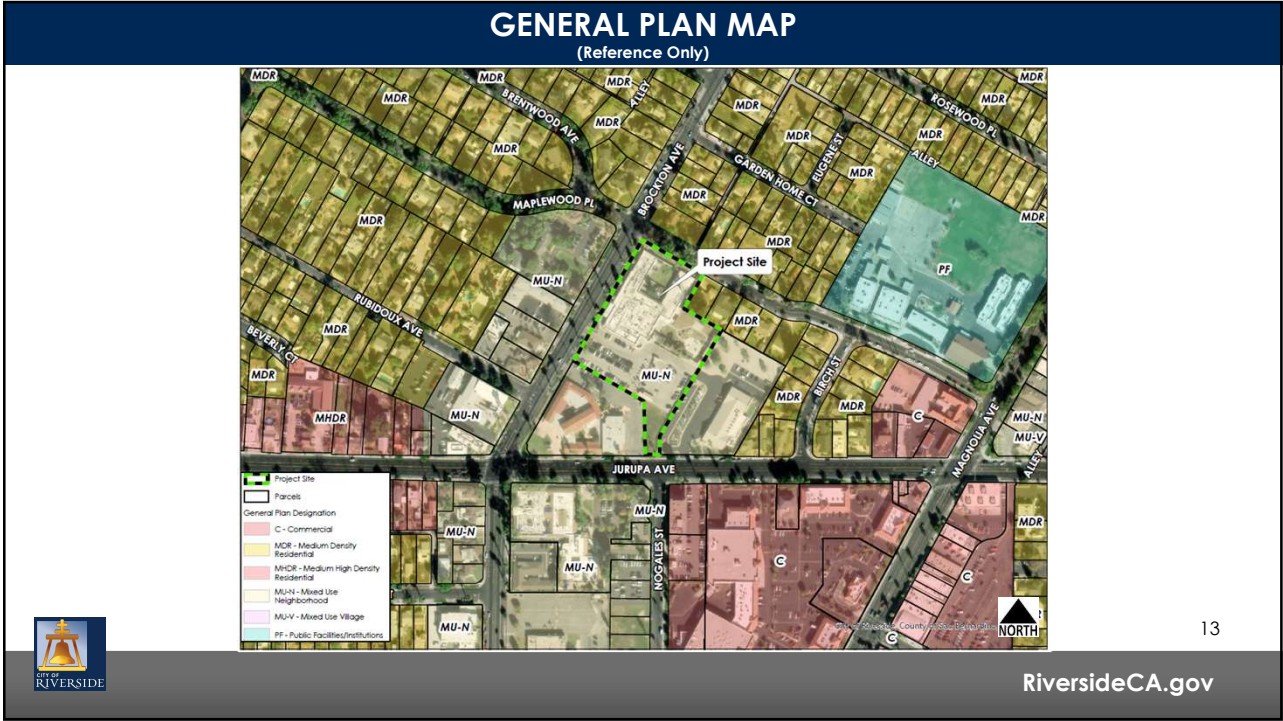 GENERAL PLAN MAP
(Reference Only)
MDR
MDR
MDR
MDR
MDR
MDR
BRENTWOOD AVE
ALLEY
MDR
MDR
MDR
ROSEWOOD PL
MDR
MDR
EUGENE ST
ALLEY
MDR
BROCKTON AVE
GARDEN HOME CT
MDR
MAPLEWOOD PL
MDR
MDR
MDR
Project Site
PF
MU-N
RUBIDOUX AVE
MDR
BEVERLY CT
MDR
MDR
MU-N
BIRCH ST
MDR
MDR
MHDR
MU-N
C
MAGNOLIA AVE
MU-N
MU-V
ALLEY
JURUPA AVE
MU-N
MU-N
MDR
NOGALES ST
MU-N
C
C
MU-N
C
Project Site
Parcels
General Plan Designation
C - Commercial
MDR - Medium Density
Residential
MHDR - Medium High Density
Residential
MU-N - Mixed Use
Neighborhood
MU-V - Mixed Use Village
PF - Public Facilities/Institutions
NORTH
13
CITY OF
RIVERSIDE
RiversideCA.gov